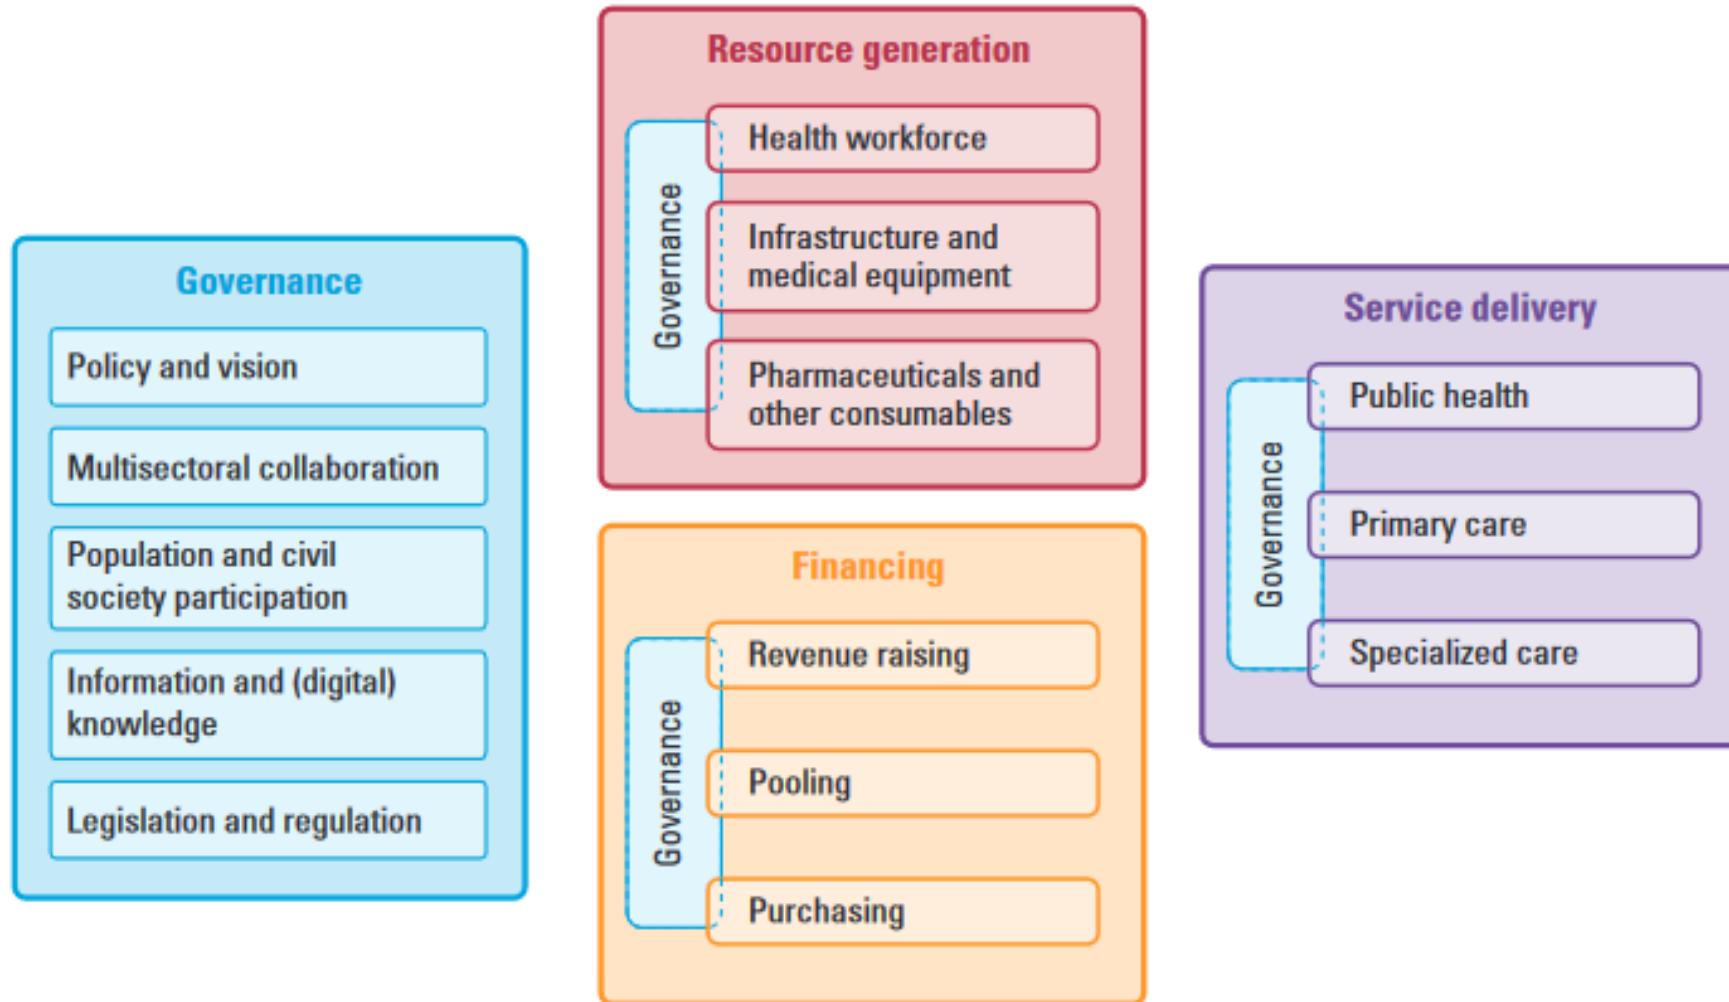 Governance
Policy and vision
Multisectoral collaboration
Population and civil
society participation
Information and (digital)
knowledge
Legislation and regulation
Resource generation
Governance
Health workforce
Infrastructure and
medical equipment
Pharmaceuticals and
other consumables
Financing
Governance
Revenue raising
Pooling
Purchasing
Service delivery
Governance
Public health
Primary care
Specialized care